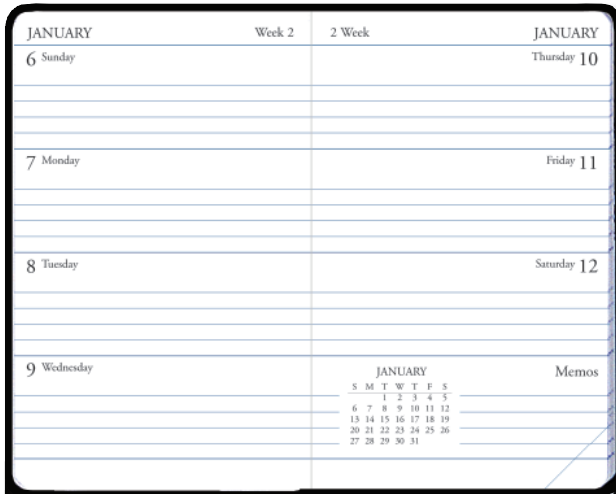 JANUARY Week 2
6 Sunday
7 Monday
8 Tuesday
9 Wednesday
2 Week JANUARY
Thursday 10
Friday 11
Saturday 12
Memos
JANUARY
S M T W T F S
1 2 3 4 5
6 7 8 9 10 11 12
13 14 15 16 17 18 19
20 21 22 23 24 25 26
27 28 29 30 31